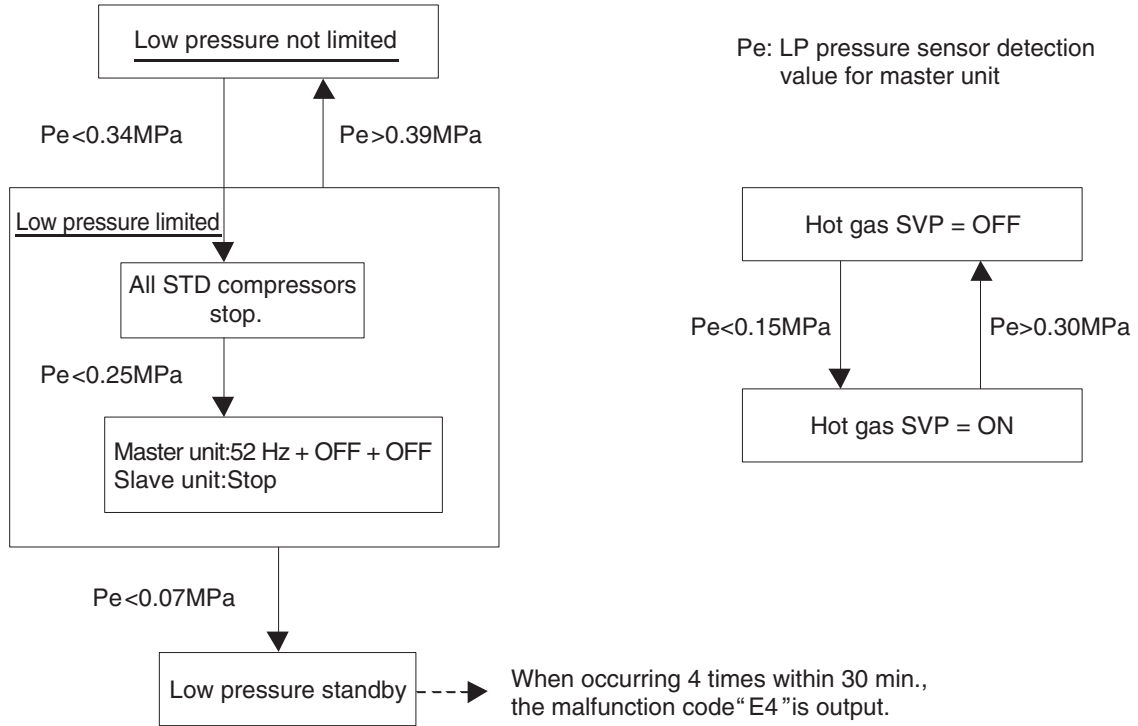 Low pressure not limited
Pe: LP pressure sensor detection
value for master unit
Pe<0.34MPa
Pe>0.39MPa
Low pressure limited
All STD compressors
stop.
Pe<0.25MPa
Master unit:52 Hz + OFF + OFF
Slave unit:Stop
Pe<0.07MPa
Low pressure standby
When occurring 4 times within 30 min.,
the malfunction code“E4”is output.
Hot gas SVP = OFF
Pe<0.15MPa
Pe>0.30MPa
Hot gas SVP = ON